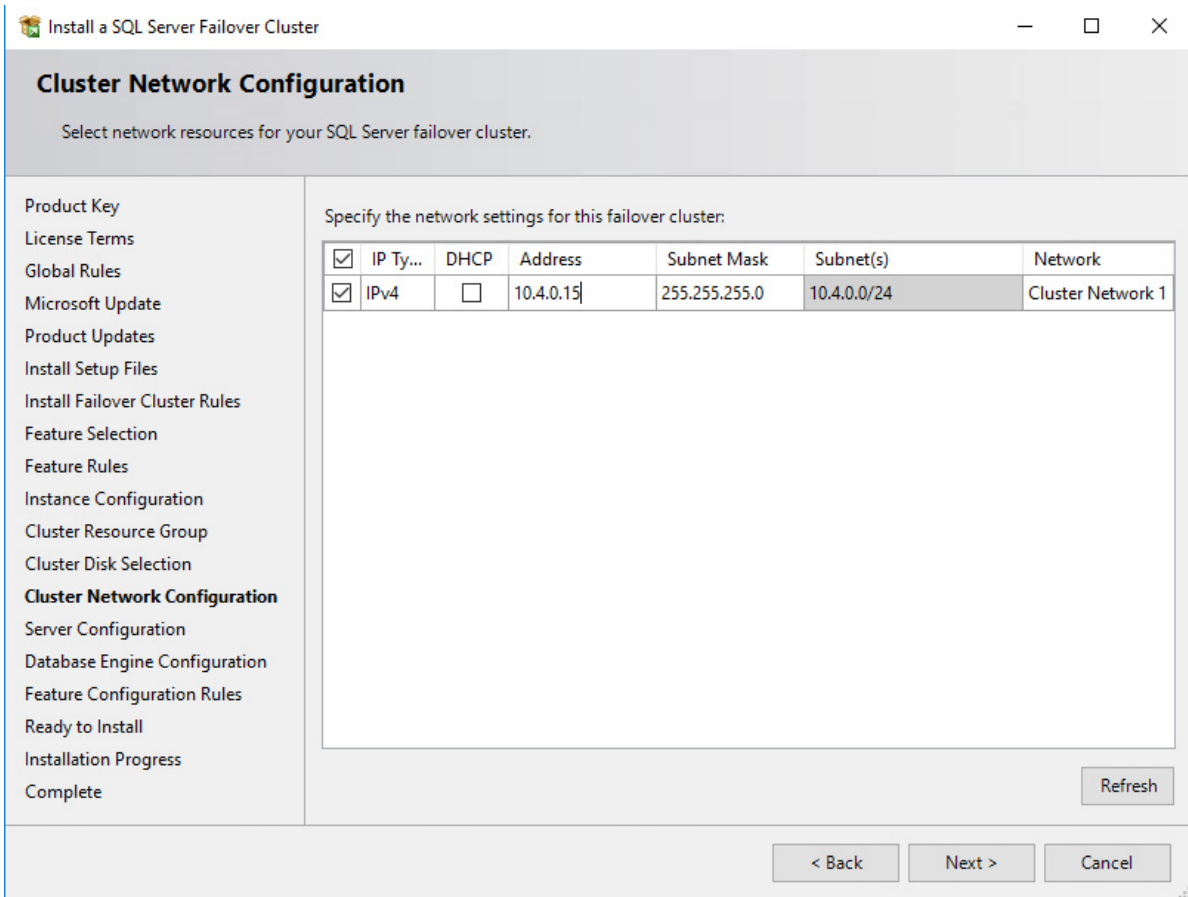 Install a SQL Server Failover Cluster
Cluster Network Configuration
Select network resources for your SQL Server failover cluster.
Product Key
License Terms
Global Rules
Microsoft Update
Product Updates
Install Setup Files
Install Failover Cluster Rules
Feature Selection
Feature Rules
Instance Configuration
Cluster Resource Group
Cluster Disk Selection
Cluster Network Configuration
Server Configuration
Database Engine Configuration
Feature Configuration Rules
Ready to Install
Installation Progress
Complete
Specify the network settings for this failover cluster:
IP Ty... DHCP Address Subnet Mask Subnet(s) Network
IPv4 10.4.0.15 255.255.255.0 10.4.0.0/24 Cluster Network 1
Refresh
< Back Next > Cancel